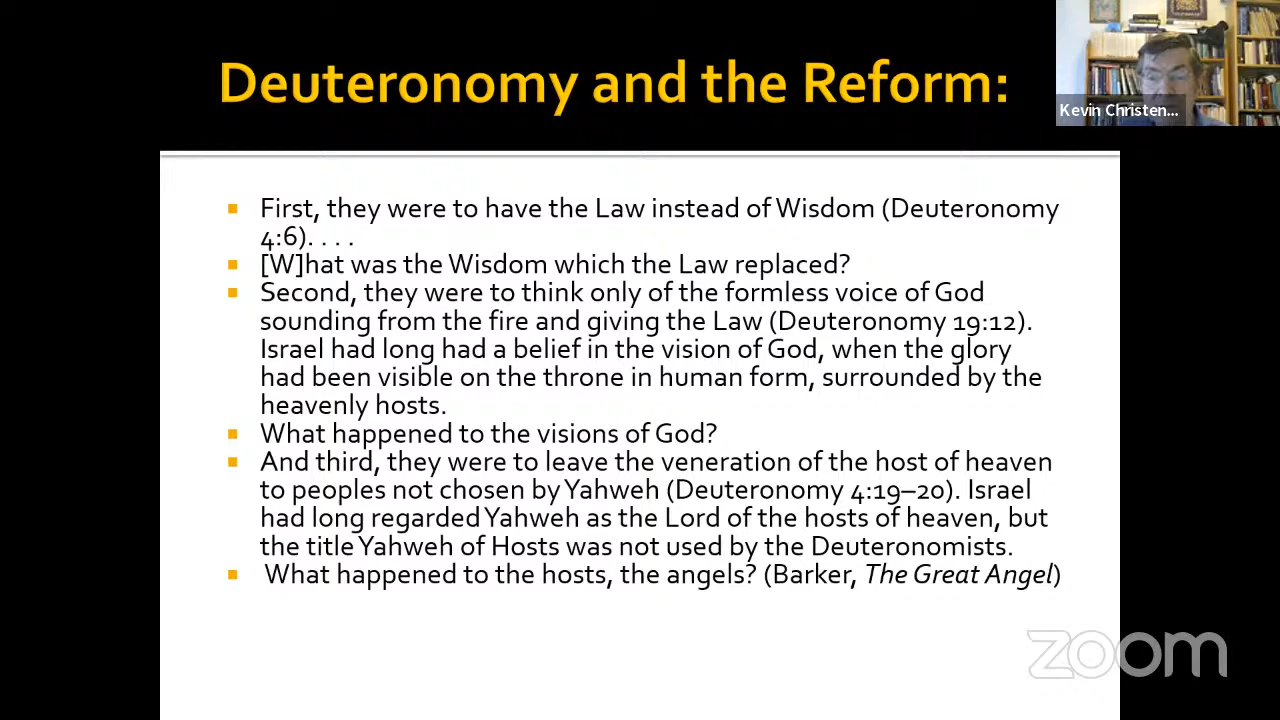 Deuteronomy and the Reform:
Kevin Christen...
First, they were to have the Law instead of Wisdom (Deuteronomy
4:6). . . .
[W]hat was the Wisdom which the Law replaced?
Second, they were to think only of the formless voice of God
sounding from the fire and giving the Law (Deuteronomy 19:12).
Israel had long had a belief in the vision of God, when the glory
had been visible on the throne in human form, surrounded by the
heavenly hosts.
What happened to the visions of God?
And third, they were to leave the veneration of the host of heaven
to peoples not chosen by Yahweh (Deuteronomy 4:19–20). Israel
had long regarded Yahweh as the Lord of the hosts of heaven, but
the title Yahweh of Hosts was not used by the Deuteronomists.
What happened to the hosts, the angels? (Barker, The Great Angel)
zoom